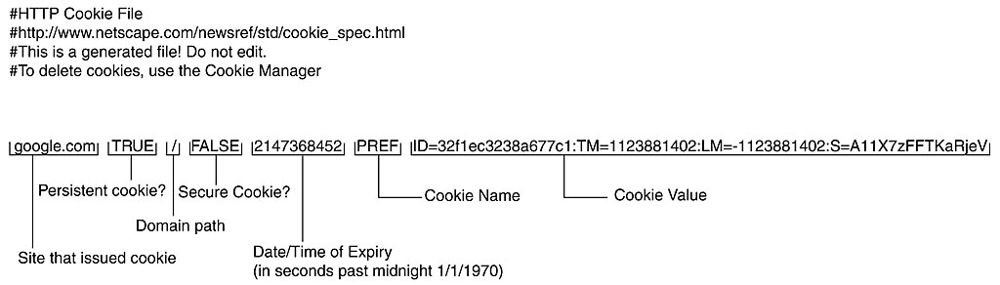 #HTTP Cookie File
#http://www.netscape.com/newsref/std/cookie_spec.html
#This is a generated file! Do not edit.
#To delete cookies, use the Cookie Manager
google.com TRUE / FALSE 2147368452 PREF ID=32f1ec3238a677c1:TM=1123881402:LM=-1123881402:S=A11X7zFFTKaRjeV
Persistent cookie? Secure Cookie? Cookie Name Cookie Value
Domain path
Site that issued cookie Date/Time of Expiry
(in seconds past midnight 1/1/1970)